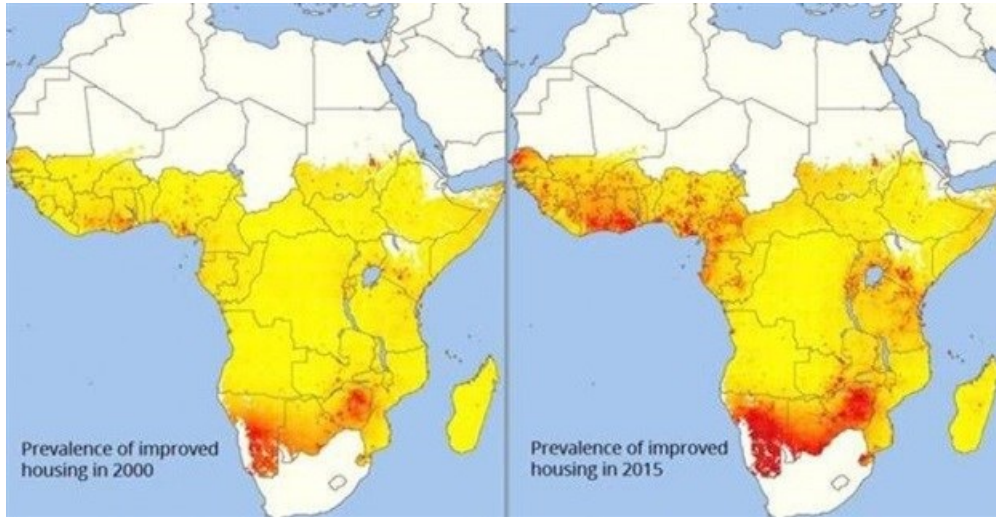 Prevalence of improved
housing in 2000
Prevalence of improved
housing in 2015